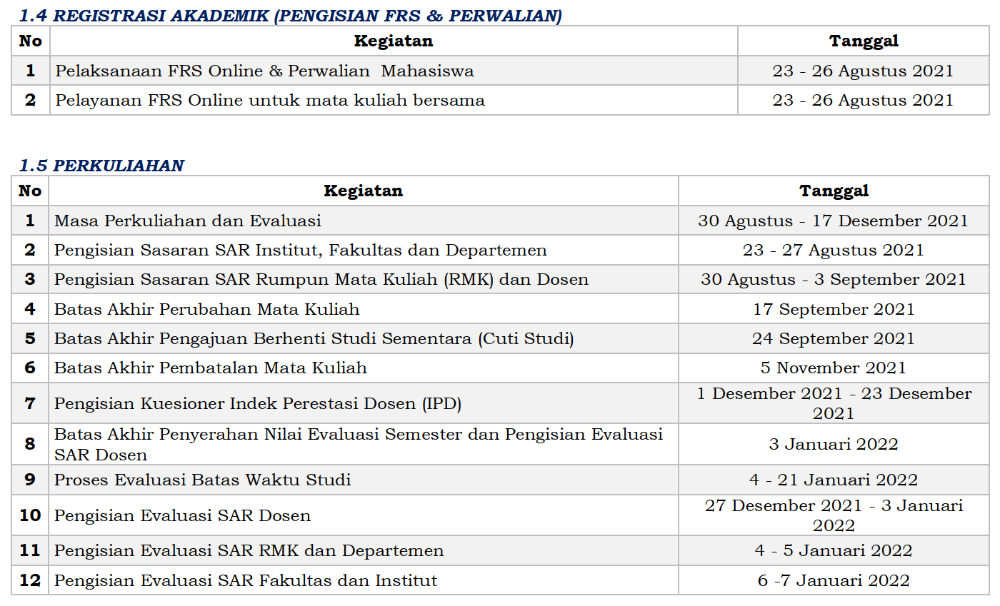 1.4 REGISTRASI AKADEMIK (PENGISIAN FRS & PERWALIAN)
No Kegiatan Tanggal
1 Pelaksanaan FRS Online & Perwalian  Mahasiswa 23 - 26 Agustus 2021
2 Pelayanan FRS Online untuk mata kuliah bersama 23 - 26 Agustus 2021
1.5 PERKULIAHAN
No Kegiatan Tanggal
1 Masa Perkuliahan dan Evaluasi 30 Agustus - 17 Desember 2021
2 Pengisian Sasaran SAR Institut, Fakultas dan Departemen 23 - 27 Agustus 2021
3 Pengisian Sasaran SAR Rumpun Mata Kuliah (RMK) dan Dosen 30 Agustus - 3 September 2021
4 Batas Akhir Perubahan Mata Kuliah 17 September 2021
5 Batas Akhir Pengajuan Berhenti Studi Sementara (Cuti Studi) 24 September 2021
6 Batas Akhir Pembatalan Mata Kuliah 5 November 2021
7 Pengisian Kuesioner Indek Perestasi Dosen (IPD) 1 Desember 2021 - 23 Desember
2021
8 Batas Akhir Penyerahan Nilai Evaluasi Semester dan Pengisian Evaluasi
SAR Dosen 3 Januari 2022
9 Proses Evaluasi Batas Waktu Studi 4 - 21 Januari 2022
10 Pengisian Evaluasi SAR Dosen 27 Desember 2021 - 3 Januari
2022
11 Pengisian Evaluasi SAR RMK dan Departemen 4 - 5 Januari 2022
12 Pengisian Evaluasi SAR Fakultas dan Institut 6 -7 Januari 2022